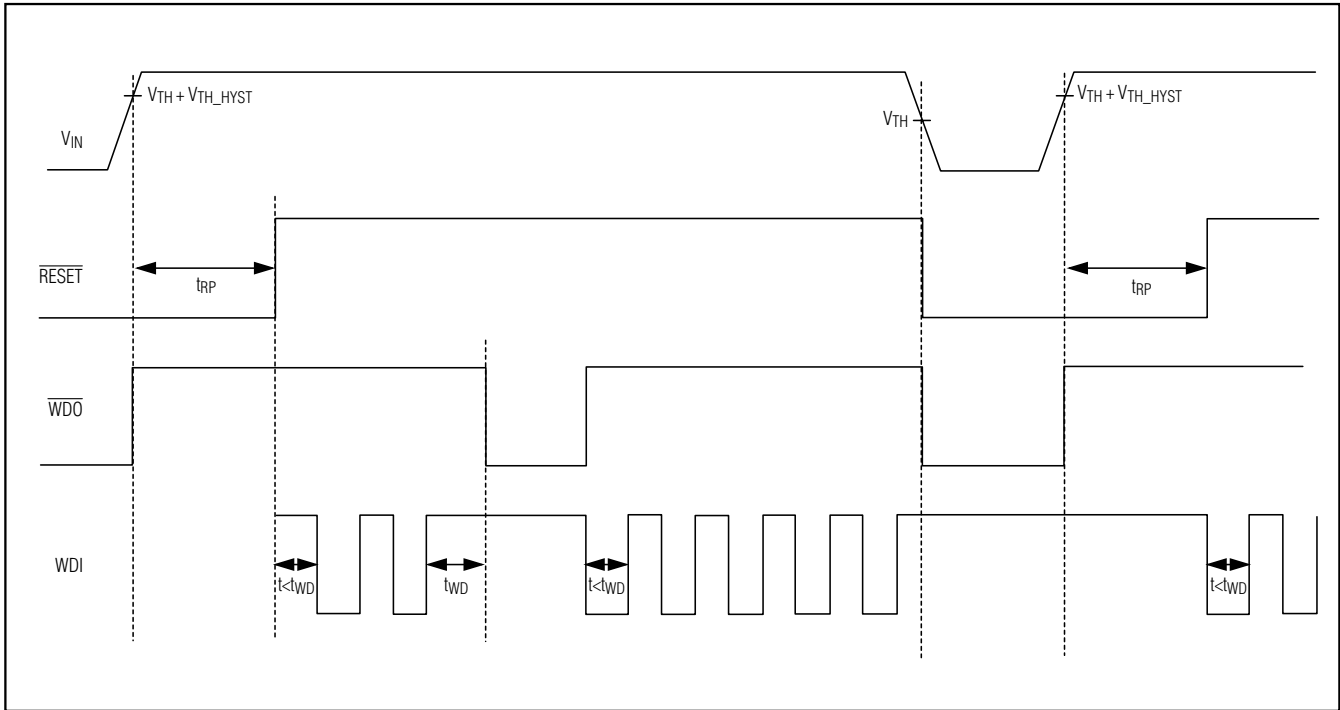 VTH + VTH_HYST
VTH + VTH_HYST
VTH
VIN
RESET
tRP
tRP
WDO
WDI
t<tWD
tWD
t<tWD
t<tWD